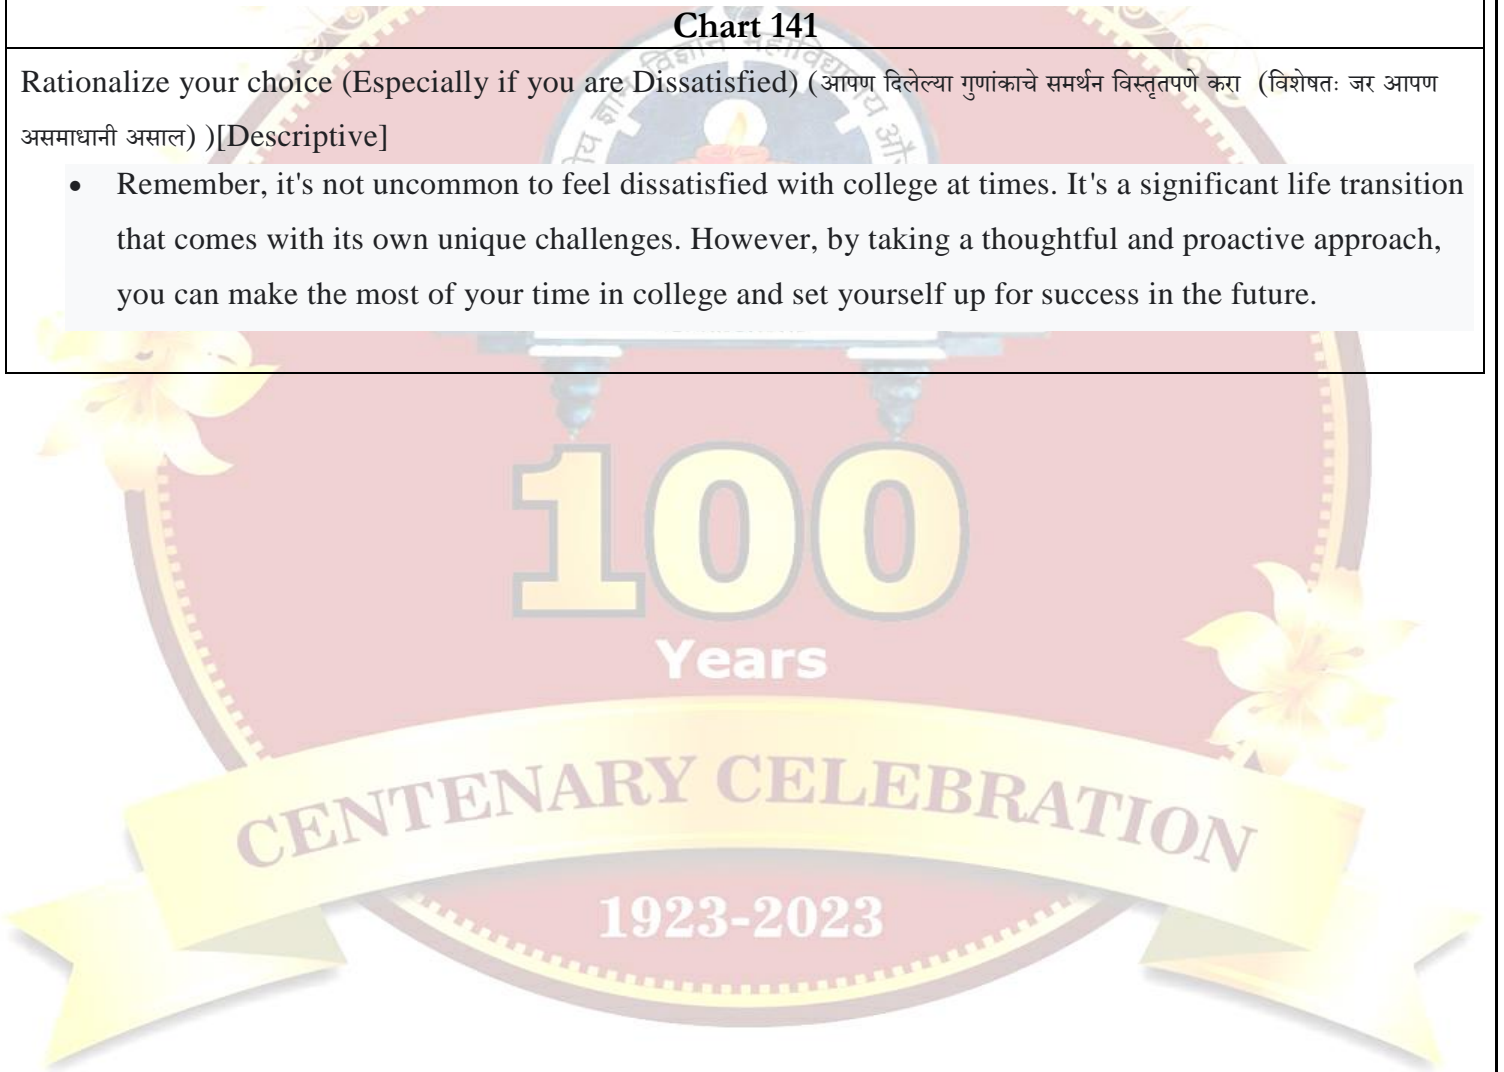 Chart 141
Rationalize your choice (Especially if you are Dissatisfied) (आपण दिलेल्या गुणांकाचे समर्थन विस्तृतपणे करा (विशेषतः जर आपण
असमाधानी असाल) )[Descriptive]
• Remember, it's not uncommon to feel dissatisfied with college at times. It's a significant life transition
that comes with its own unique challenges. However, by taking a thoughtful and proactive approach,
you can make the most of your time in college and set yourself up for success in the future.
100
Years
CENTENARY CELEBRATION
1923-2023